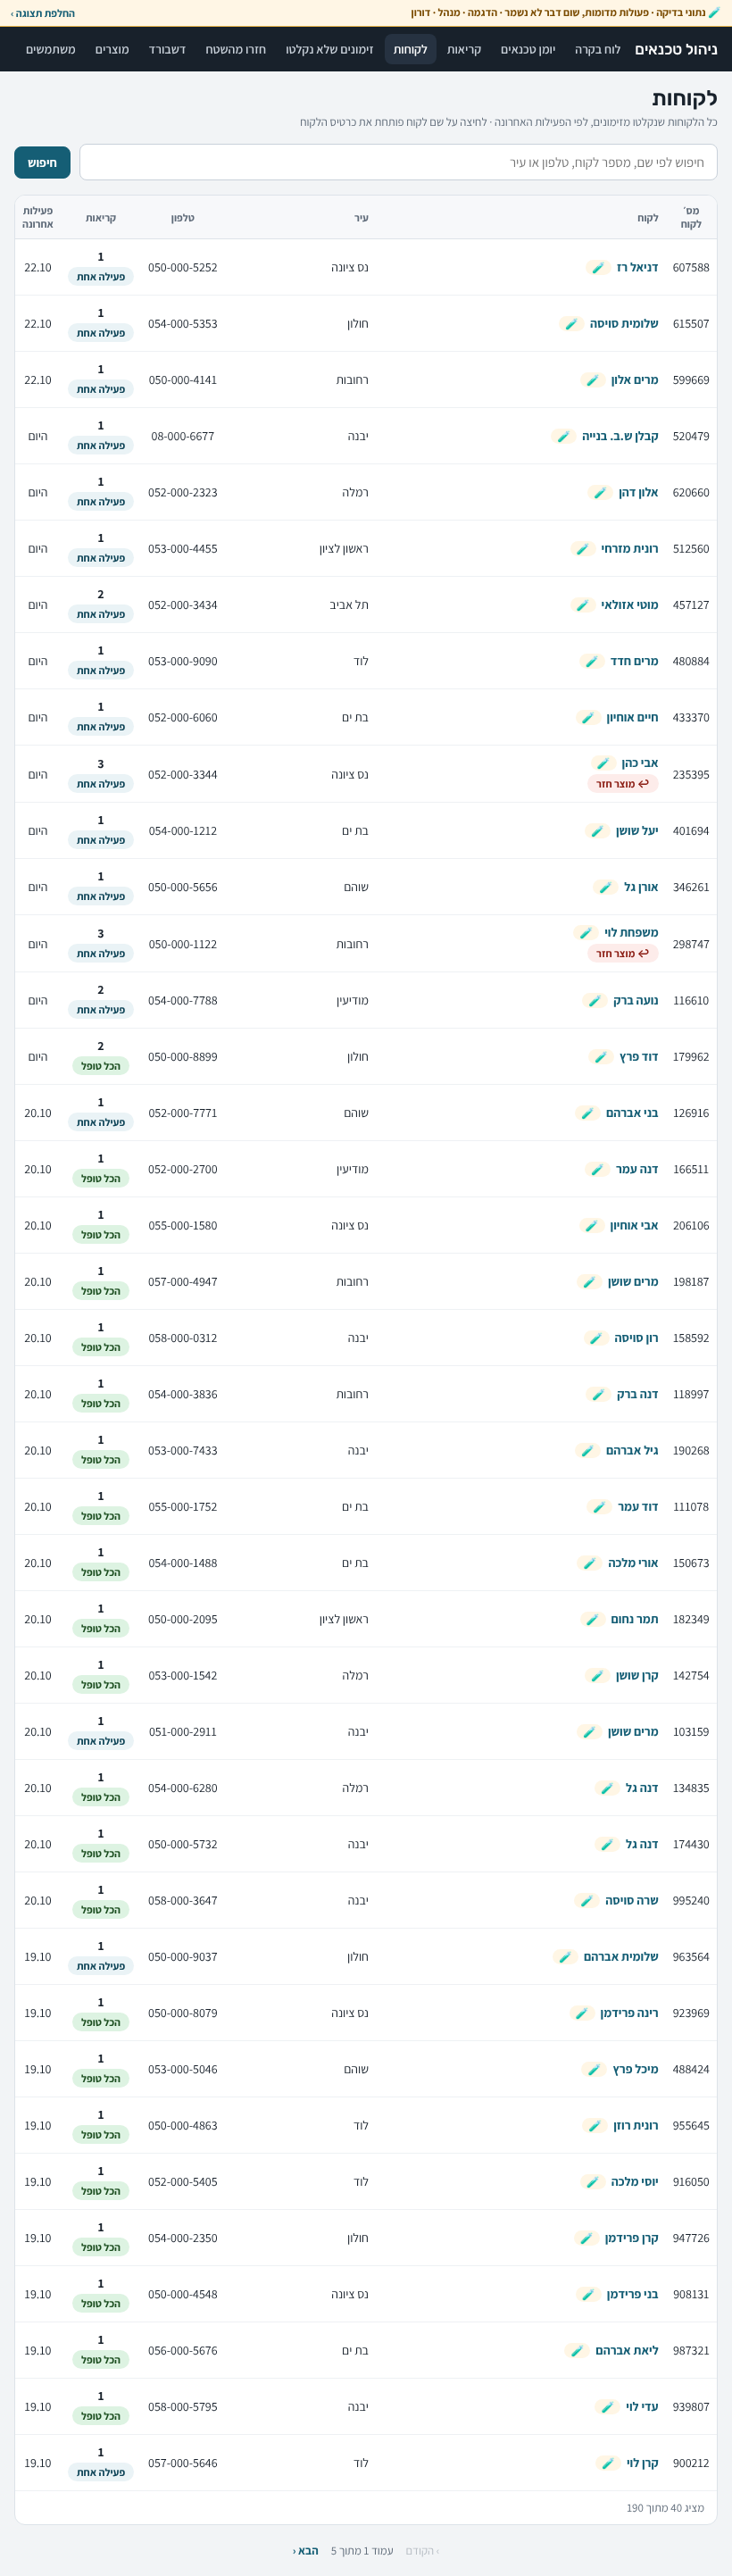 🧪 נתוני בדיקה · פעולות מדומות, שום דבר לא נשמר · הדגמה · מנהל · דורון
החלפת תצוגה ›
ניהול טכנאים לוח בקרה יומן טכנאים קריאות לקוחות זימונים שלא נקלטו חזרו מהשטח דשבורד מוצרים משתמשים
לקוחות
כל הלקוחות שנקלטו מזימונים, לפי הפעילות האחרונה · לחיצה על שם לקוח פותחת את כרטיס הלקוח
חיפוש לפי שם, מספר לקוח, טלפון או עיר חיפוש
מס׳ לקוח לקוח עיר טלפון קריאות פעילות אחרונה
607588 דניאל רז 🧪 נס ציונה 050-000-5252 1 פעילה אחת 22.10
615507 שלומית סויסה 🧪 חולון 054-000-5353 1 פעילה אחת 22.10
599669 מרים אלון 🧪 רחובות 050-000-4141 1 פעילה אחת 22.10
520479 קבלן ש.ב. בנייה 🧪 יבנה 08-000-6677 1 פעילה אחת היום
620660 אלון דהן 🧪 רמלה 052-000-2323 1 פעילה אחת היום
512560 רונית מזרחי 🧪 ראשון לציון 053-000-4455 1 פעילה אחת היום
457127 מוטי אזולאי 🧪 תל אביב 052-000-3434 2 פעילה אחת היום
480884 מרים חדד 🧪 לוד 053-000-9090 1 פעילה אחת היום
433370 חיים אוחיון 🧪 בת ים 052-000-6060 1 פעילה אחת היום
235395 אבי כהן 🧪 ↩ מוצר חזר נס ציונה 052-000-3344 3 פעילה אחת היום
401694 יעל שושן 🧪 בת ים 054-000-1212 1 פעילה אחת היום
346261 אורן גל 🧪 שוהם 050-000-5656 1 פעילה אחת היום
298747 משפחת לוי 🧪 ↩ מוצר חזר רחובות 050-000-1122 3 פעילה אחת היום
116610 נועה ברק 🧪 מודיעין 054-000-7788 2 פעילה אחת היום
179962 דוד פרץ 🧪 חולון 050-000-8899 2 הכל טופל היום
126916 בני אברהם 🧪 שוהם 052-000-7771 1 פעילה אחת 20.10
166511 דנה עמר 🧪 מודיעין 052-000-2700 1 הכל טופל 20.10
206106 אבי אוחיון 🧪 נס ציונה 055-000-1580 1 הכל טופל 20.10
198187 מרים שושן 🧪 רחובות 057-000-4947 1 הכל טופל 20.10
158592 רון סויסה 🧪 יבנה 058-000-0312 1 הכל טופל 20.10
118997 דנה ברק 🧪 רחובות 054-000-3836 1 הכל טופל 20.10
190268 גיל אברהם 🧪 יבנה 053-000-7433 1 הכל טופל 20.10
111078 דוד עמר 🧪 בת ים 055-000-1752 1 הכל טופל 20.10
150673 אורי מלכה 🧪 בת ים 054-000-1488 1 הכל טופל 20.10
182349 תמר נחום 🧪 ראשון לציון 050-000-2095 1 הכל טופל 20.10
142754 קרן שושן 🧪 רמלה 053-000-1542 1 הכל טופל 20.10
103159 מרים שושן 🧪 יבנה 051-000-2911 1 פעילה אחת 20.10
134835 דנה גל 🧪 רמלה 054-000-6280 1 הכל טופל 20.10
174430 דנה גל 🧪 יבנה 050-000-5732 1 הכל טופל 20.10
995240 שרה סויסה 🧪 יבנה 058-000-3647 1 הכל טופל 20.10
963564 שלומית אברהם 🧪 חולון 050-000-9037 1 פעילה אחת 19.10
923969 רינה פרידמן 🧪 נס ציונה 050-000-8079 1 הכל טופל 19.10
488424 מיכל פרץ 🧪 שוהם 053-000-5046 1 הכל טופל 19.10
955645 רונית רוזן 🧪 לוד 050-000-4863 1 הכל טופל 19.10
916050 יוסי מלכה 🧪 לוד 052-000-5405 1 הכל טופל 19.10
947726 קרן פרידמן 🧪 חולון 054-000-2350 1 הכל טופל 19.10
908131 בני פרידמן 🧪 נס ציונה 050-000-4548 1 הכל טופל 19.10
987321 ליאת אברהם 🧪 בת ים 056-000-5676 1 הכל טופל 19.10
939807 עדי לוי 🧪 יבנה 058-000-5795 1 הכל טופל 19.10
900212 קרן לוי 🧪 לוד 057-000-5646 1 פעילה אחת 19.10
מציג 40 מתוך 190
‹ הקודם עמוד 1 מתוך 5 הבא ›